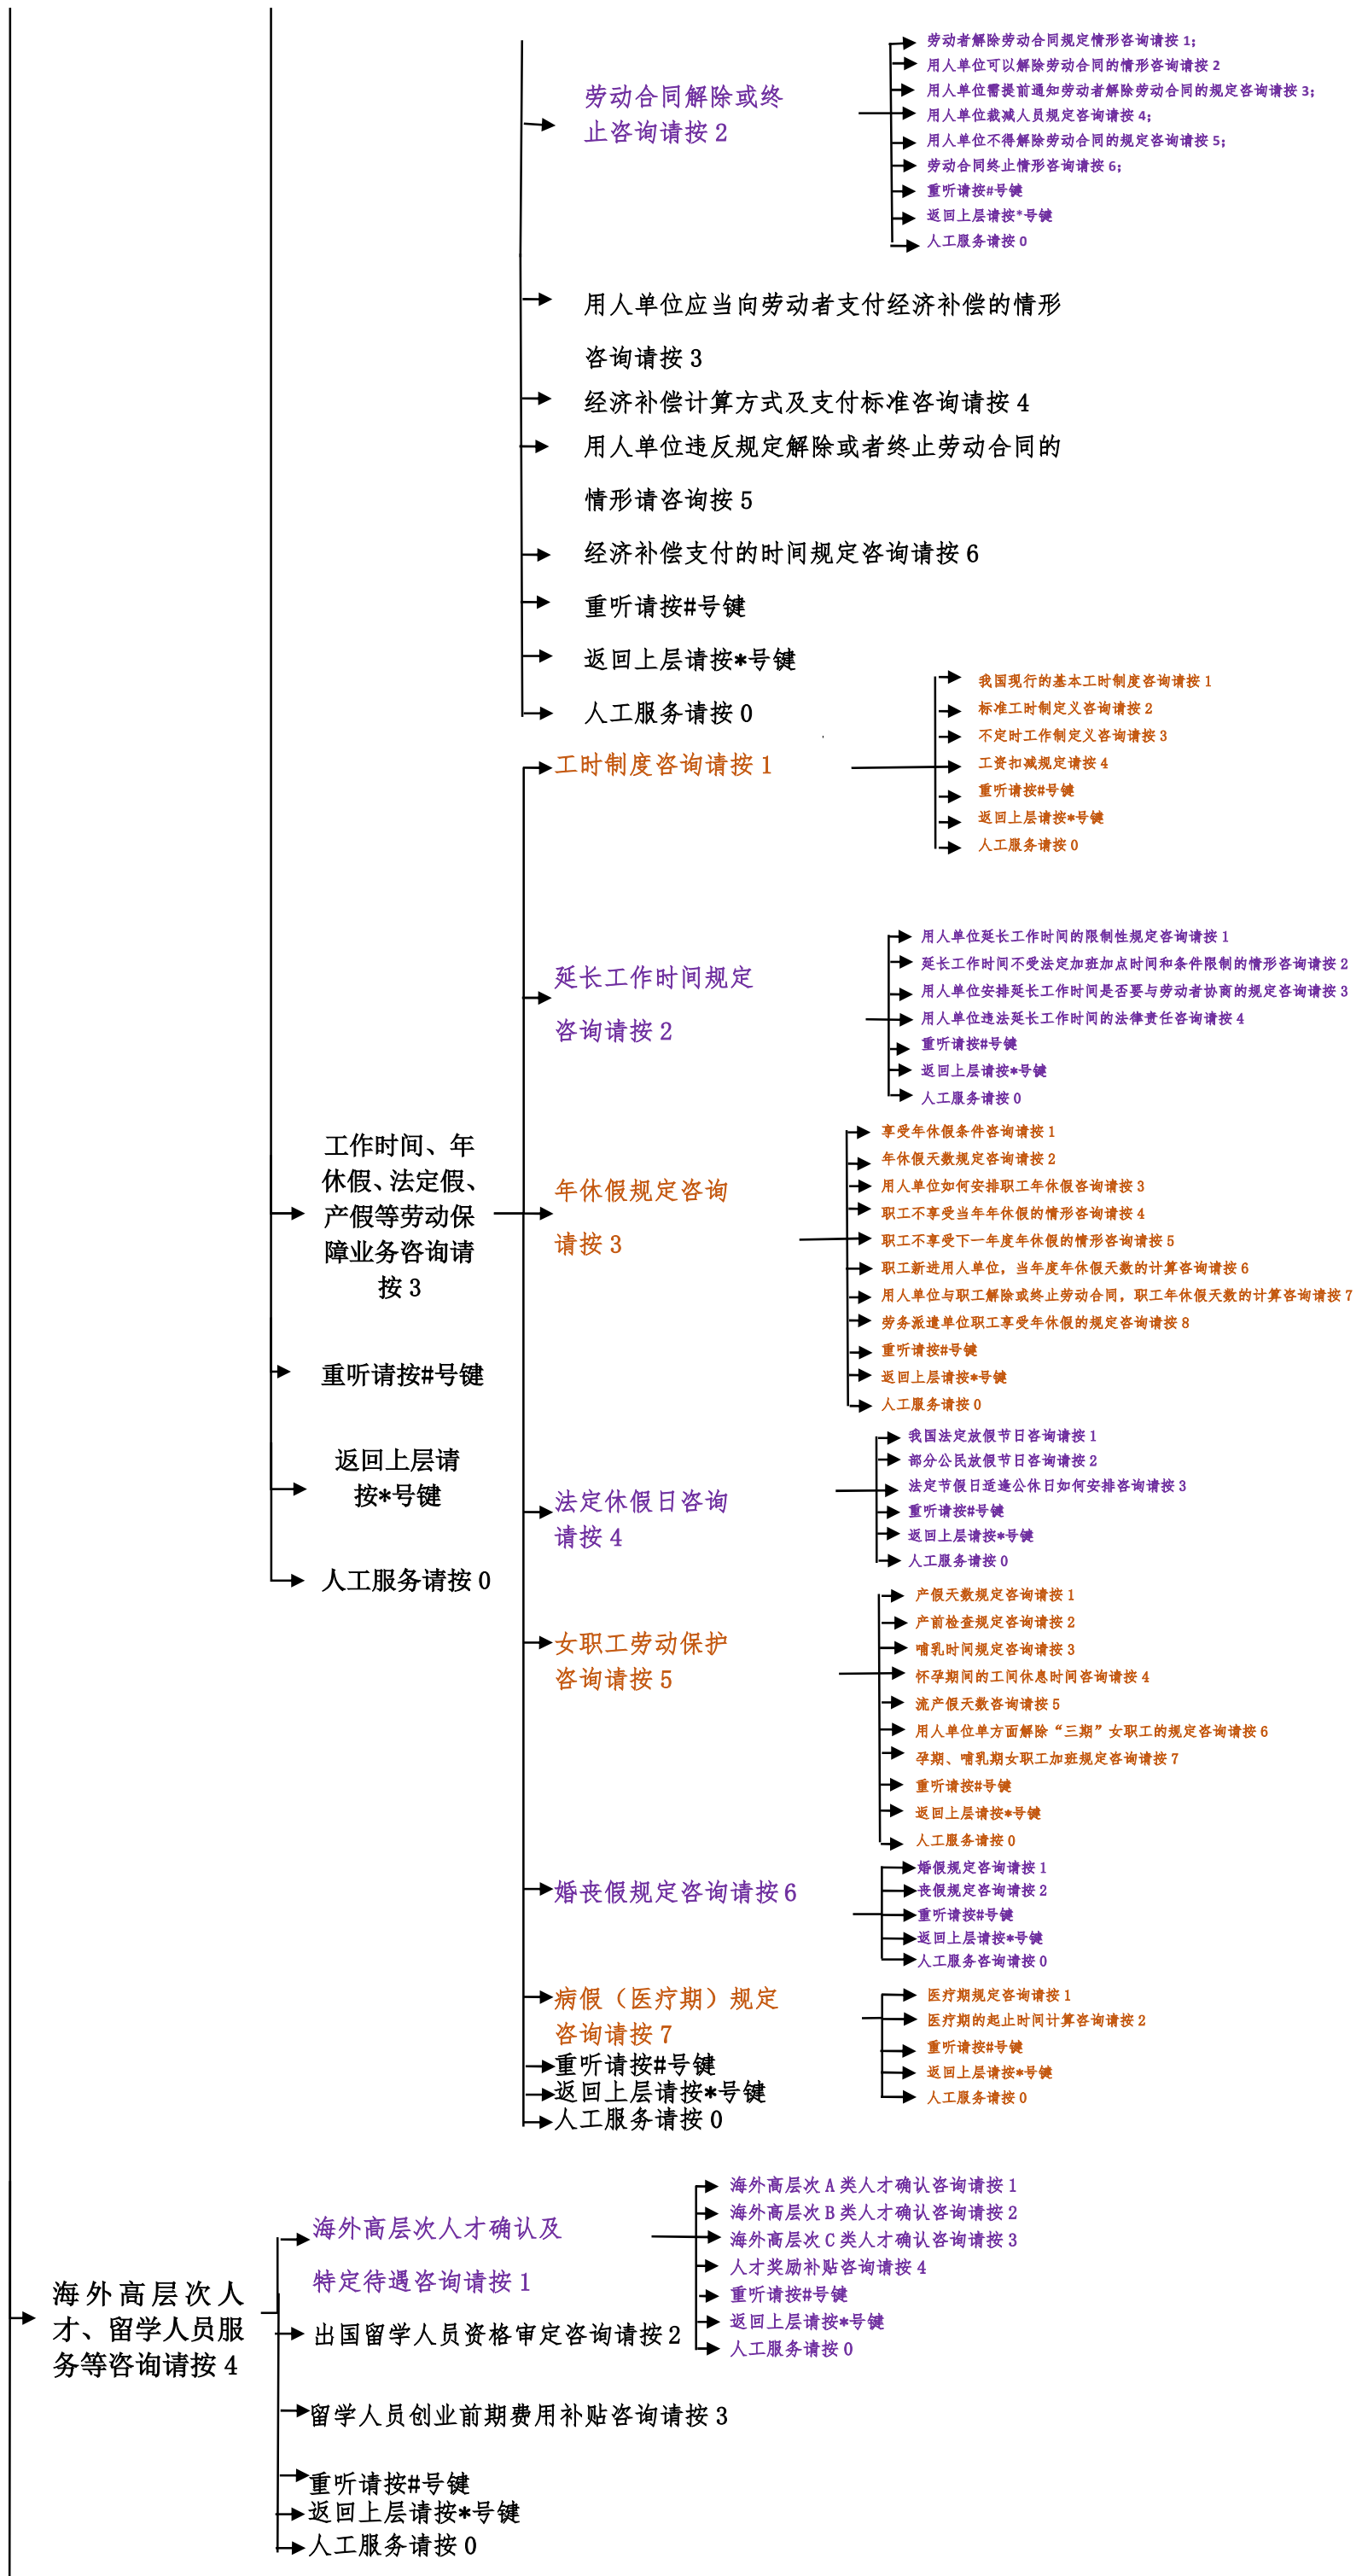 劳动合同解除或终
止咨询请按 2
劳动者解除劳动合同规定情形咨询请按 1；
用人单位可以解除劳动合同的情形咨询请按 2
用人单位需提前通知劳动者解除劳动合同的规定咨询请按 3；
用人单位裁减人员规定咨询请按 4；
用人单位不得解除劳动合同的规定咨询请按 5；
劳动合同终止情形咨询请按 6；
重听请按#号键
返回上层请按*号键
人工服务请按 0
用人单位应当向劳动者支付经济补偿的情形
咨询请按 3
经济补偿计算方式及支付标准咨询请按 4
用人单位违反规定解除或者终止劳动合同的
情形请咨询按 5
经济补偿支付的时间规定咨询请按 6
重听请按#号键
返回上层请按*号键
人工服务请按 0
工作时间、年
休假、法定假、
产假等劳动保
障业务咨询请
按 3
工时制度咨询请按 1
我国现行的基本工时制度咨询请按 1
标准工时制定义咨询请按 2
不定时工作制定义咨询请按 3
工资扣减规定请按 4
重听请按#号键
返回上层请按*号键
人工服务请按 0
延长工作时间规定
咨询请按 2
用人单位延长工作时间的限制性规定咨询请按 1
延长工作时间不受法定加班加点时间和条件限制的情形咨询请按 2
用人单位安排延长工作时间是否要与劳动者协商的规定咨询请按 3
用人单位违法延长工作时间的法律责任咨询请按 4
重听请按#号键
返回上层请按*号键
人工服务请按 0
年休假规定咨询
请按 3
享受年休假条件咨询请按 1
年休假天数规定咨询请按 2
用人单位如何安排职工年休假咨询请按 3
职工不享受当年年休假的情形咨询请按 4
职工不享受下一年度年休假的情形咨询请按 5
职工新进用人单位，当年度年休假天数的计算咨询请按 6
用人单位与职工解除或终止劳动合同，职工年休假天数的计算咨询请按 7
劳务派遣单位职工享受年休假的规定咨询请按 8
重听请按#号键
返回上层请按*号键
人工服务请按 0
法定休假日咨询
请按 4
我国法定放假节日咨询请按 1
部分公民放假节日咨询请按 2
法定节假日适逢公休日如何安排咨询请按 3
重听请按#号键
返回上层请按*号键
人工服务请按 0
女职工劳动保护
咨询请按 5
产假天数规定咨询请按 1
产前检查规定咨询请按 2
哺乳时间规定咨询请按 3
怀孕期间的工间休息时间咨询请按 4
流产假天数咨询请按 5
用人单位单方面解除“三期”女职工的规定咨询请按 6
孕期、哺乳期女职工加班规定咨询请按 7
重听请按#号键
返回上层请按*号键
人工服务请按 0
婚丧假规定咨询请按 6
婚假规定咨询请按 1
丧假规定咨询请按 2
重听请按#号键
返回上层请按*号键
人工服务咨询请按 0
病假（医疗期）规定
咨询请按 7
医疗期规定咨询请按 1
医疗期的起止时间计算咨询请按 2
重听请按#号键
返回上层请按*号键
人工服务请按 0
重听请按#号键
返回上层请按*号键
人工服务请按 0
重听请按#号键
返回上层请
按*号键
人工服务请按 0
海外高层次人
才、留学人员服
务等咨询请按 4
海外高层次人才确认及
特定待遇咨询请按 1
海外高层次 A 类人才确认咨询请按 1
海外高层次 B 类人才确认咨询请按 2
海外高层次 C 类人才确认咨询请按 3
人才奖励补贴咨询请按 4
重听请按#号键
返回上层请按*号键
人工服务请按 0
出国留学人员资格审定咨询请按 2
留学人员创业前期费用补贴咨询请按 3
重听请按#号键
返回上层请按*号键
人工服务请按 0